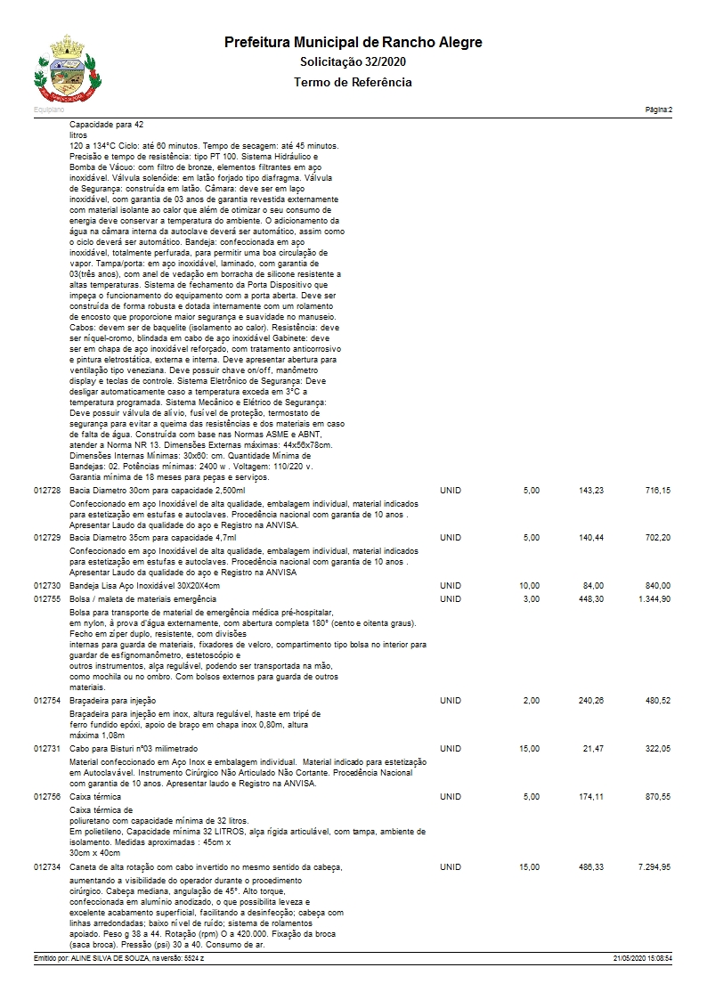 Prefeitura Municipal de Rancho Alegre
Solicitação 32/2020
Termo de Referência
Equiplano
Página:2
Capacidade para 42
litros
120 a 134°C Ciclo: até 60 minutos. Tempo de secagem: até 45 minutos.
Precisão e tempo de resistência: tipo PT 100. Sistema Hidráulico e
Bomba de Vácuo: com filtro de bronze, elementos filtrantes em aço
inoxidável. Válvula solenóide: em latão forjado tipo diafragma. Válvula
de Segurança: construída em latão. Câmara: deve ser em laço
inoxidável, com garantia de 03 anos de garantia revestida externamente
com material isolante ao calor que além de otimizar o seu consumo de
energia deve conservar a temperatura do ambiente. O adicionamento da
água na câmara interna da autoclave deverá ser automático, assim como
o ciclo deverá ser automático. Bandeja: confeccionada em aço
inoxidável, totalmente perfurada, para permitir uma boa circulação de
vapor. Tampa/porta: em aço inoxidável, laminado, com garantia de
03(três anos), com anel de vedação em borracha de silicone resistente a
altas temperaturas. Sistema de fechamento da Porta Dispositivo que
impeça o funcionamento do equipamento com a porta aberta. Deve ser
construída de forma robusta e dotada internamente com um rolamento
de encosto que proporcione maior segurança e suavidade no manuseio.
Cabos: devem ser de baquelite (isolamento ao calor). Resistência: deve
ser níquel-cromo, blindada em cabo de aço inoxidável Gabinete: deve
ser em chapa de aço inoxidável reforçado, com tratamento anticorrosivo
e pintura eletrostática, externa e interna. Deve apresentar abertura para
ventilação tipo veneziana. Deve possuir chave on/off, manômetro
display e teclas de controle. Sistema Eletrônico de Segurança: Deve
desligar automaticamente caso a temperatura exceda em 3°C a
temperatura programada. Sistema Mecânico e Elétrico de Segurança:
Deve possuir válvula de alívio, fusível de proteção, termostato de
segurança para evitar a queima das resistências e dos materiais em caso
de falta de água. Construída com base nas Normas ASME e ABNT,
atender a Norma NR 13. Dimensões Externas máximas: 44x56x78cm.
Dimensões Internas Mínimas: 30x60: cm. Quantidade Mínima de
Bandejas: 02. Potências mínimas: 2400 w . Voltagem: 110/220 v.
Garantia mínima de 18 meses para peças e serviços.
012728 Bacia Diametro 30cm para capacidade 2,500ml UNID 5,00 143,23 716,15
Confeccionado em aço Inoxidável de alta qualidade, embalagem individual, material indicados
para estetização em estufas e autoclaves. Procedência nacional com garantia de 10 anos .
Apresentar Laudo da qualidade do aço e Registro na ANVISA.
012729 Bacia Diametro 35cm para capacidade 4,7ml UNID 5,00 140,44 702,20
Confeccionado em aço Inoxidável de alta qualidade, embalagem individual, material indicados
para estetização em estufas e autoclaves. Procedência nacional com garantia de 10 anos .
Apresentar Laudo da qualidade do aço e Registro na ANVISA
012730 Bandeja Lisa Aço Inoxidável 30X20X4cm UNID 10,00 84,00 840,00
012755 Bolsa / maleta de materiais emergência UNID 3,00 448,30 1.344,90
Bolsa para transporte de material de emergência médica pré-hospitalar,
em nylon, à prova d'água externamente, com abertura completa 180° (cento e oitenta graus).
Fecho em zíper duplo, resistente, com divisões
internas para guarda de materiais, fixadores de velcro, compartimento tipo bolsa no interior para
guardar de esfignomanômetro, estetoscópio e
outros instrumentos, alça regulável, podendo ser transportada na mão,
como mochila ou no ombro. Com bolsos externos para guarda de outros
materiais.
012754 Braçadeira para injeção UNID 2,00 240,26 480,52
Braçadeira para injeção em inox, altura regulável, haste em tripé de
ferro fundido epóxi, apoio de braço em chapa inox 0,80m, altura
máxima 1,08m
012731 Cabo para Bisturi nº03 milimetrado UNID 15,00 21,47 322,05
Material confeccionado em Aço Inox e embalagem individual. Material indicado para estetização
em Autoclavável. Instrumento Cirúrgico Não Articulado Não Cortante. Procedência Nacional
com garantia de 10 anos. Apresentar laudo e Registro na ANVISA.
012756 Caixa térmica UNID 5,00 174,11 870,55
Caixa térmica de
poliuretano com capacidade mínima de 32 litros.
Em polietileno, Capacidade mínima 32 LITROS, alça rígida articulável, com tampa, ambiente de
isolamento. Medidas aproximadas : 45cm x
30cm x 40cm
012734 Caneta de alta rotação com cabo invertido no mesmo sentido da cabeça, UNID 15,00 486,33 7.294,95
aumentando a visibilidade do operador durante o procedimento
cirúrgico. Cabeça mediana, angulação de 45°. Alto torque,
confeccionada em alumínio anodizado, o que possibilita leveza e
excelente acabamento superficial, facilitando a desinfecção; cabeça com
linhas arredondadas; baixo nível de ruído; sistema de rolamentos
apoiado. Peso g 38 a 44. Rotação (rpm) O a 420.000. Fixação da broca
(saca broca). Pressão (psi) 30 a 40. Consumo de ar.
Emitido por: ALINE SILVA DE SOUZA, na versão: 5524 z
21/05/2020 15:08:54